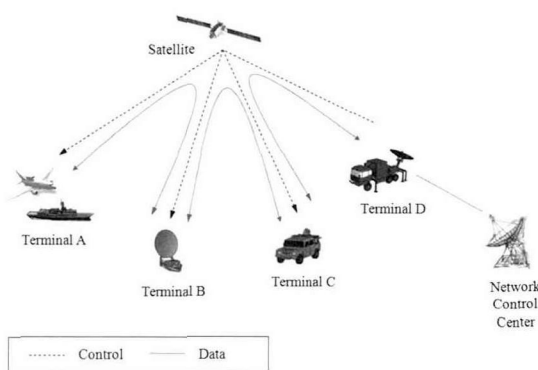 Satellite
Terminal A
Terminal B
Terminal C
Terminal D
Network
Control
Center
Control
Data